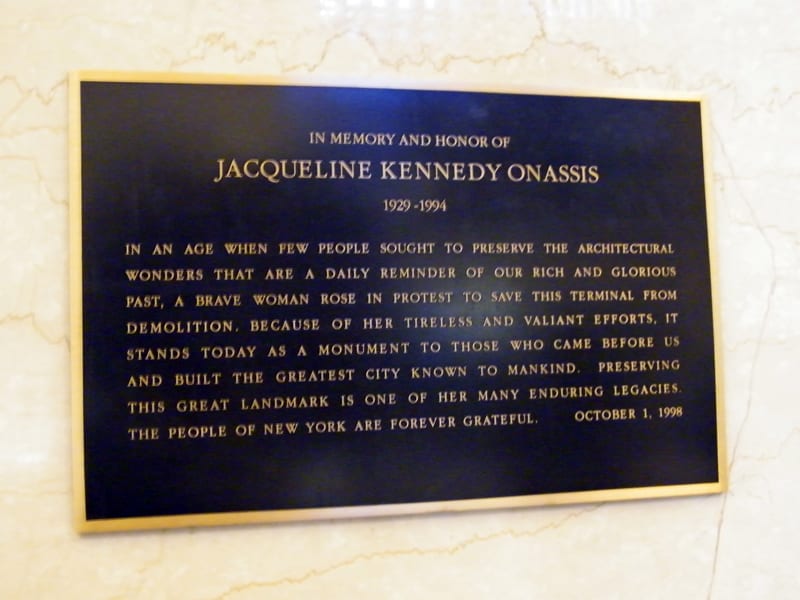 IN MEMORY AND HONOR OF
JACQUELINE KENNEDY ONASSIS
1929-1994
IN AN AGE WHEN FEW PEOPLE SOUGHT TO PRESERVE THE ARCHITECTURAL
WONDERS THAT ARE A DAILY REMINDER OF OUR RICH AND GLORIOUS
PAST, A BRAVE WOMAN ROSE IN PROTEST TO SAVE THIS TERMINAL FROM
DEMOLITION. BECAUSE OF HER TIRELESS AND VALIANT EFFORTS, IT
STANDS TODAY AS A MONUMENT TO THOSE WHO CAME BEFORE US
AND BUILT THE GREATEST CITY KNOWN TO MANKIND. PRESERVING
THIS GREAT LANDMARK IS ONE OF HER MANY ENDURING LEGACIES.
THE PEOPLE OF NEW YORK ARE FOREVER GRATEFUL. OCTOBER 1, 1998